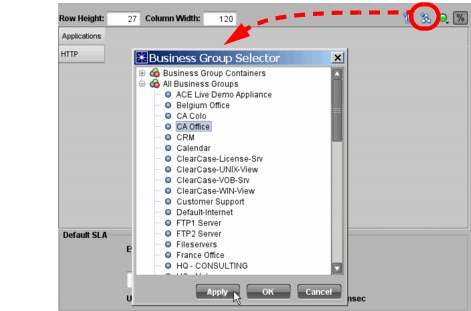 Row Height: 27 Column Width: 120 %
Applications
HTTP
Business Group Selector
Business Group Containers
All Business Groups
ACE Live Demo Appliance
Belgium Office
CA Colo
CA Office
CRM
Calendar
ClearCase-License-Srv
ClearCase-UNIX-View
ClearCase-VOB-Srv
ClearCase-WIN-View
Customer Support
Default-Internet
FTP1 Server
FTP2 Server
Fileservers
France Office
HQ - CONSULTING
Default SLA
Apply OK Cancel
msec